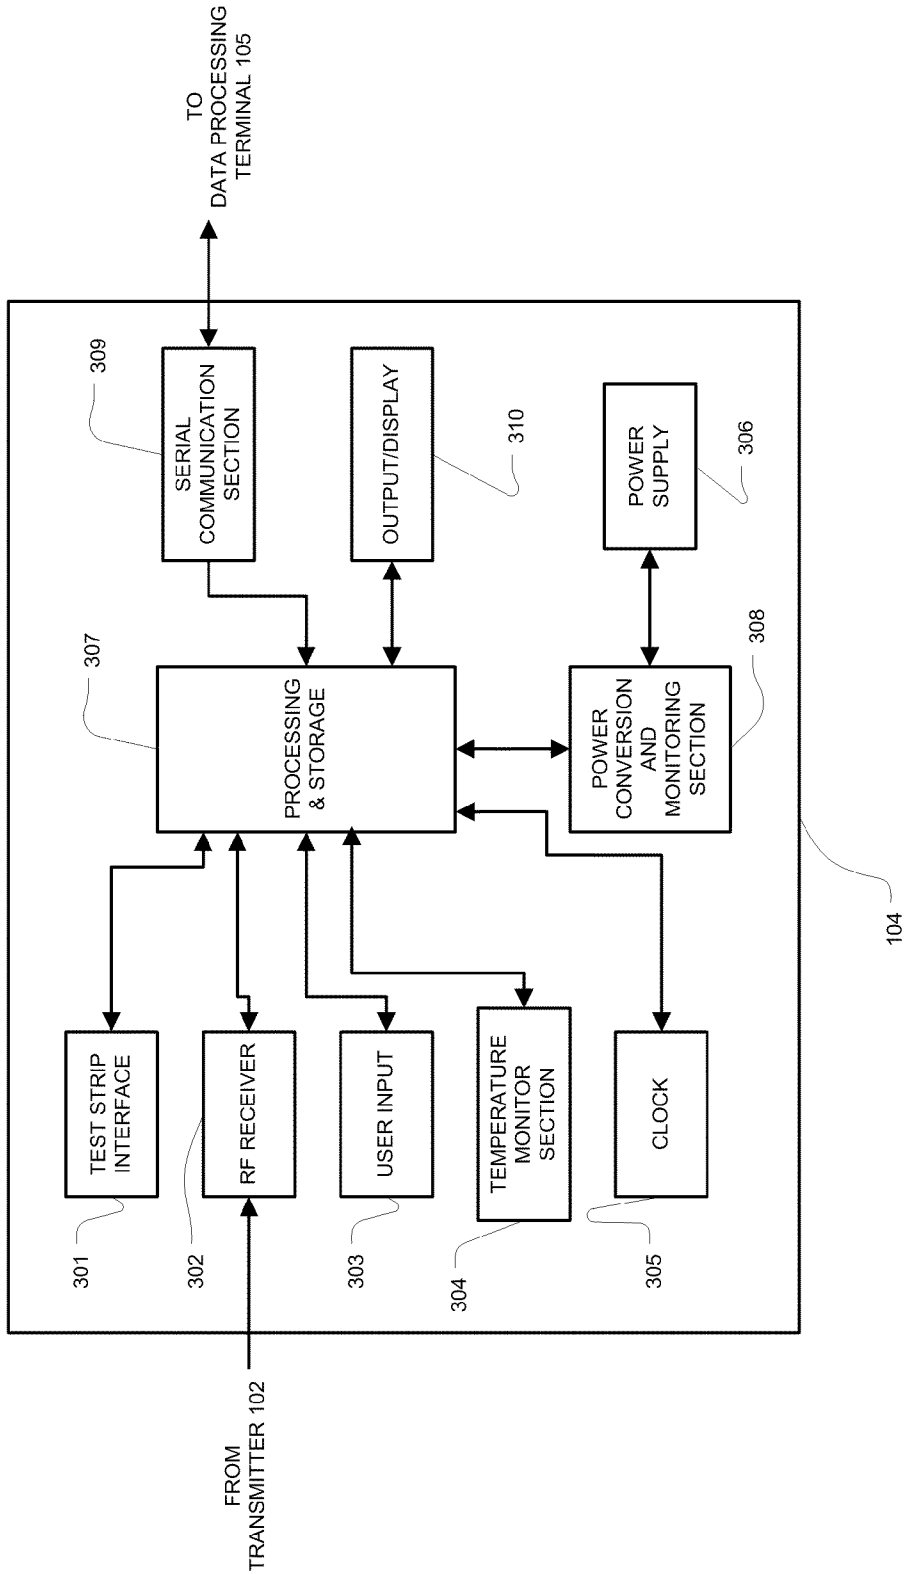 FROM
TRANSMITTER 102
301
TEST STRIP
INTERFACE
302
RF RECEIVER
303
USER INPUT
304
TEMPERATURE
MONITOR
SECTION
305
CLOCK
307
PROCESSING
& STORAGE
POWER
CONVERSION
AND
MONITORING
SECTION
308
309
SERIAL
COMMUNICATION
SECTION
OUTPUT/DISPLAY
310
POWER
SUPPLY
306
TO
DATA PROCESSING
TERMINAL 105
104